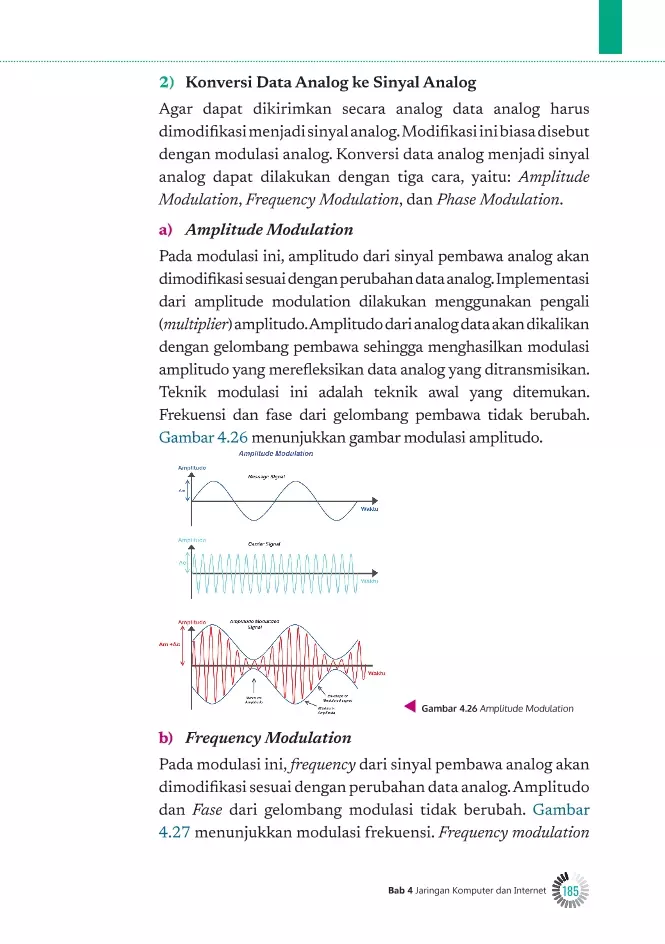 2) Konversi Data Analog ke Sinyal Analog
Agar dapat dikirimkan secara analog data analog harus
dimodifikasi menjadi sinyal analog. Modifikasi ini biasa disebut
dengan modulasi analog. Konversi data analog menjadi sinyal
analog dapat dilakukan dengan tiga cara, yaitu: Amplitude
Modulation, Frequency Modulation, dan Phase Modulation.
a) Amplitude Modulation
Pada modulasi ini, amplitudo dari sinyal pembawa analog akan
dimodifikasi sesuai dengan perubahan data analog. Implementasi
dari amplitude modulation dilakukan menggunakan pengali
(multiplier) amplitudo. Amplitudo dari analog data akan dikalikan
dengan gelombang pembawa sehingga menghasilkan modulasi
amplitudo yang merefleksikan data analog yang ditransmisikan.
Teknik modulasi ini adalah teknik awal yang ditemukan.
Frekuensi dan fase dari gelombang pembawa tidak berubah.
Gambar 4.26 menunjukkan gambar modulasi amplitudo.
Amplitude Modulation
Amplitudo
Message Signal
Am
Waktu
Amplitudo
Carrier Signal
Ac
Waktu
Amplitudo
Amplitudo Modulated
Signal
Am +Ac
Waktu
Amplitudo
Amplitudo
Gambar 4.26 Amplitude Modulation
b) Frequency Modulation
Pada modulasi ini, frequency dari sinyal pembawa analog akan
dimodifikasi sesuai dengan perubahan data analog. Amplitudo
dan Fase dari gelombang modulasi tidak berubah. Gambar
4.27 menunjukkan modulasi frekuensi. Frequency modulation
Bab 4 Jaringan Komputer dan Internet 185